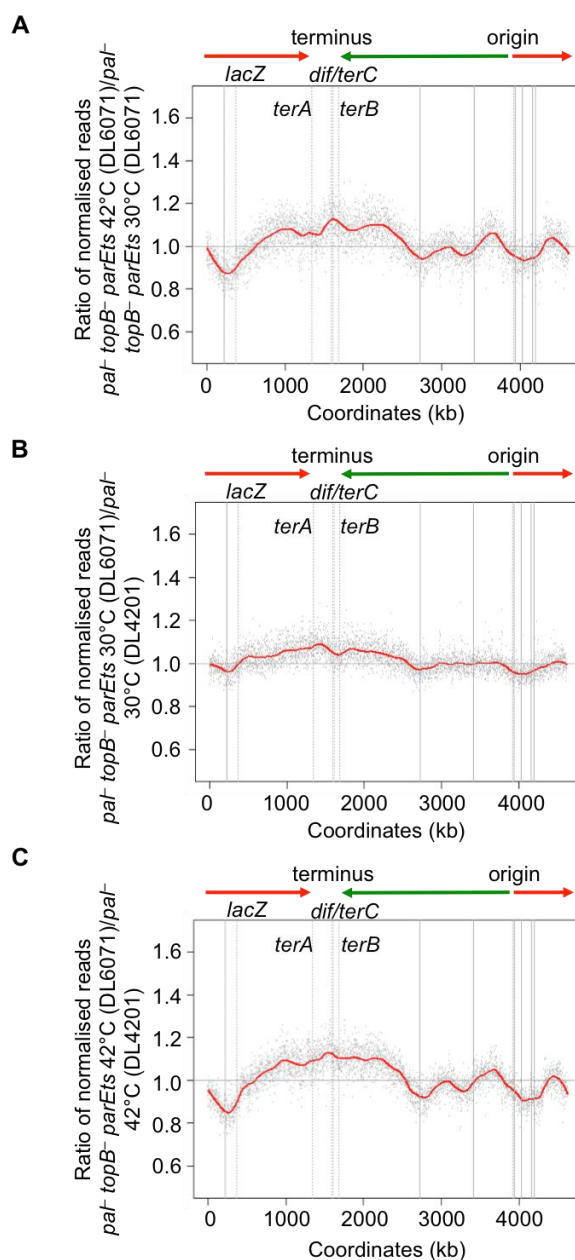 A
terminus
origin
lacZ
dif/terC
terA
terB
Ratio of normalised reads
pal– topB– parEts 42°C (DL6071)/pal–
topB– parEts 30°C (DL6071)
1.6
1.4
1.2
1.0
0.8
0.6
0 1000 2000 3000 4000
Coordinates (kb)
B
terminus
origin
lacZ
dif/terC
terA
terB
Ratio of normalised reads
pal– topB– parEts 30°C (DL6071)/pal–
30°C (DL4201)
1.6
1.4
1.2
1.0
0.8
0.6
0 1000 2000 3000 4000
Coordinates (kb)
C
terminus
origin
lacZ
dif/terC
terA
terB
Ratio of normalised reads
pal– topB– parEts 42°C (DL6071)/pal–
42°C (DL4201)
1.6
1.4
1.2
1.0
0.8
0.6
0 1000 2000 3000 4000
Coordinates (kb)